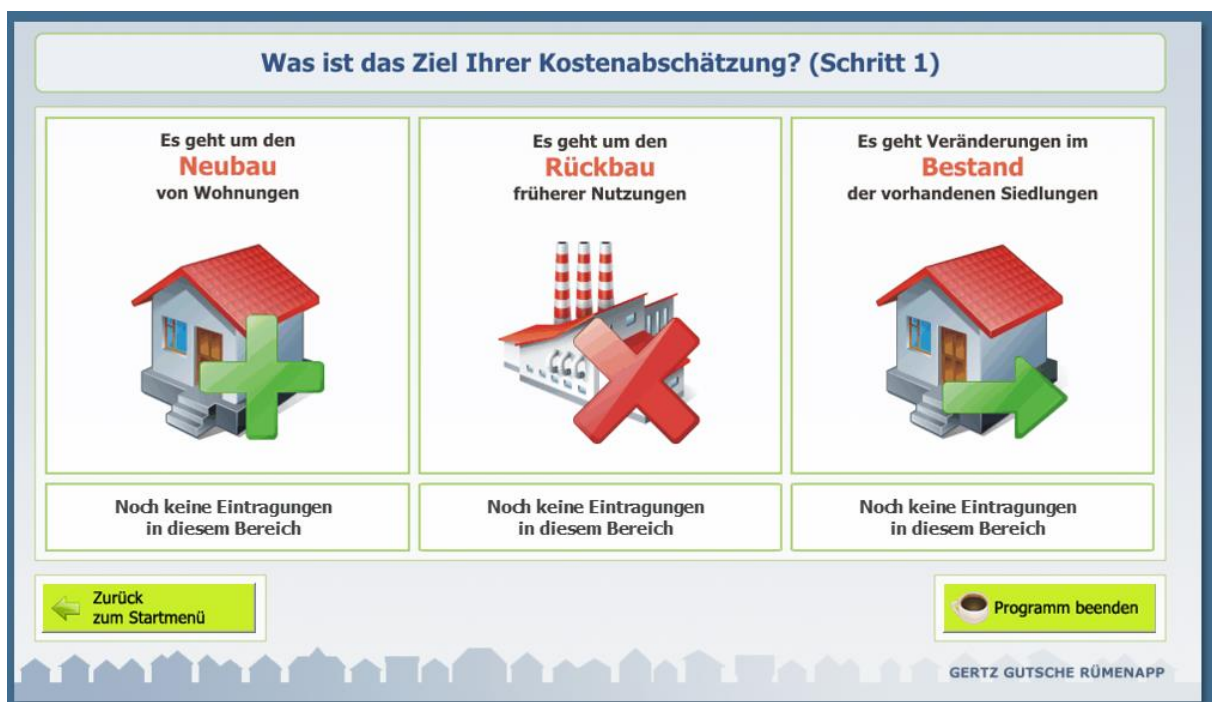 Was ist das Ziel Ihrer Kostenabschätzung? (Schritt 1)
Es geht um den
Neubau
von Wohnungen
Es geht um den
Rückbau
früherer Nutzungen
Es geht Veränderungen im
Bestand
der vorhandenen Siedlungen
Noch keine Eintragungen
in diesem Bereich
Noch keine Eintragungen
in diesem Bereich
Noch keine Eintragungen
in diesem Bereich
Zurück
zum Startmenü
Programm beenden
GERTZ GUTSCHE RÜMENAPP